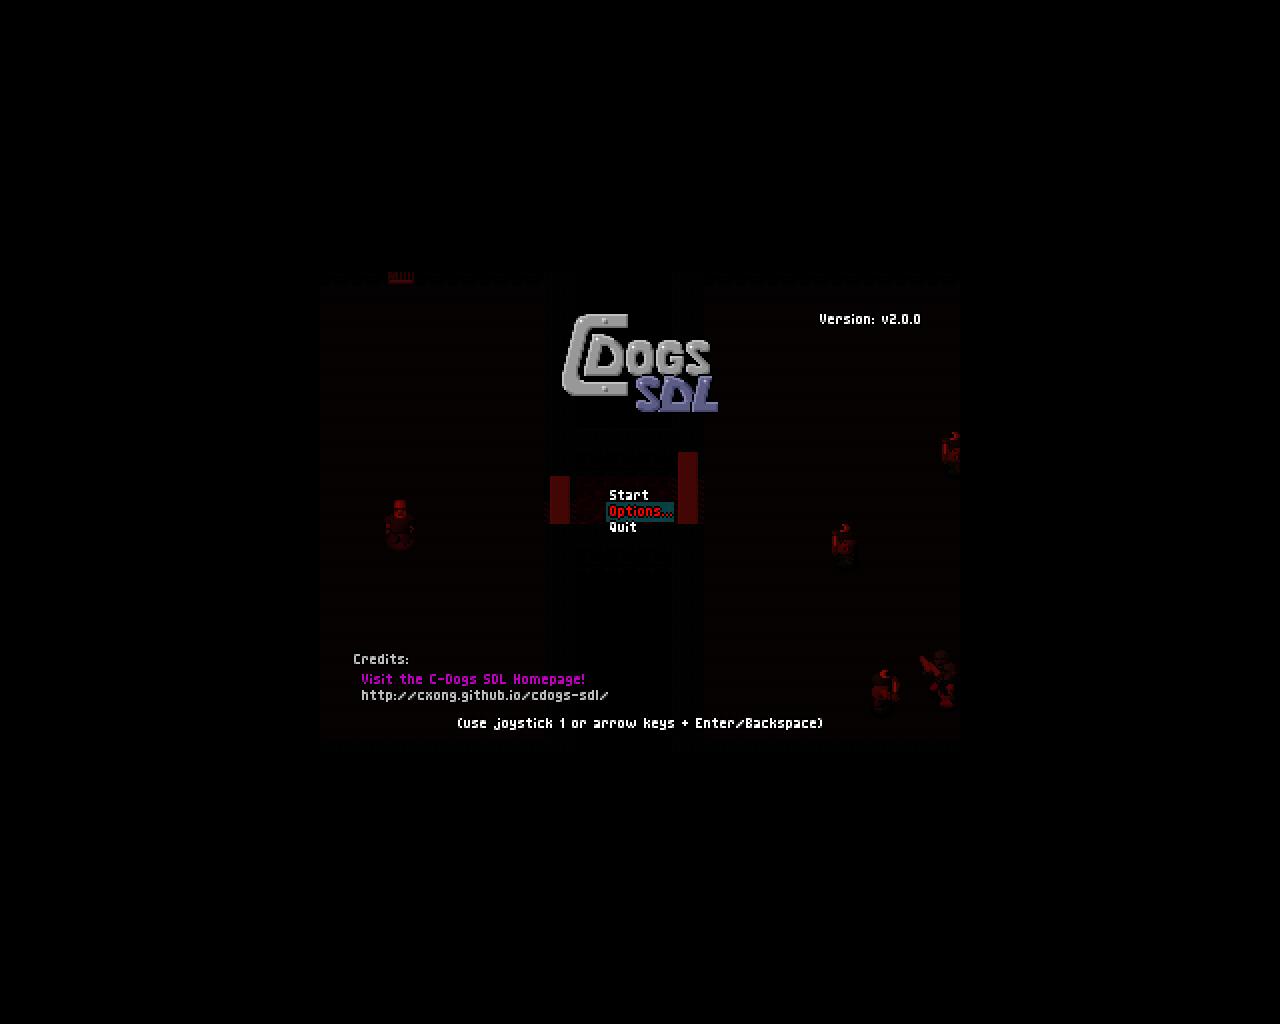 Version: v2.0.0
C DOGS
SDL
Start
Options...
Quit
Credits:
Visit the C-Dogs SDL Homepage!
http://cxong.github.io/cdogs-sdl/
(use joystick 1 or arrow keys + Enter/Backspace)